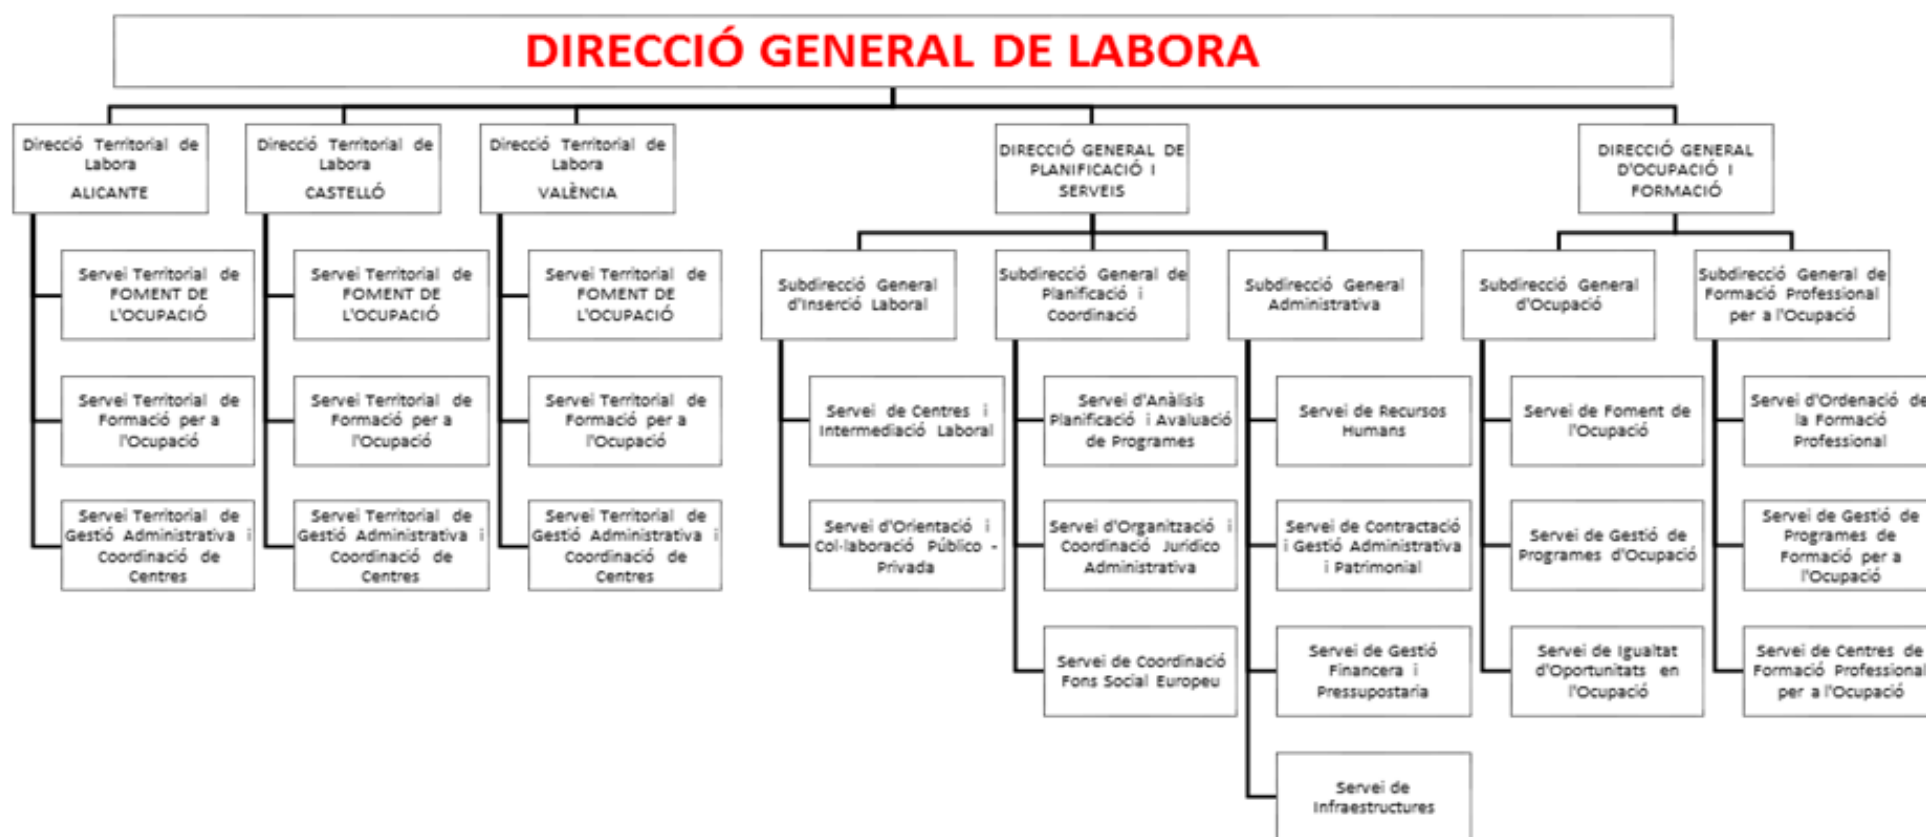 DIRECCIÓ GENERAL DE LABORA
Direcció Territorial de
Labora
ALICANTE
Direcció Territorial de
Labora
CASTELLÓ
Direcció Territorial de
Labora
VALÈNCIA
DIRECCIÓ GENERAL DE
PLANIFICACIÓ I
SERVEIS
DIRECCIÓ GENERAL
D'OCUPACIÓ I
FORMACIÓ
Servei Territorial de
FOMENT DE
L'OCUPACIÓ
Servei Territorial de
FOMENT DE
L'OCUPACIÓ
Servei Territorial de
FOMENT DE
L'OCUPACIÓ
Subdirecció General
d'Inserció Laboral
Subdirecció General de
Planificació i
Coordinació
Subdirecció General
Administrativa
Subdirecció General
d'Ocupació
Subdirecció General de
Formació Professional
per a l'Ocupació
Servei Territorial de
Formació per a
l'Ocupació
Servei Territorial de
Formació per a
l'Ocupació
Servei Territorial de
Formació per a
l'Ocupació
Servei de Centres i
Intermediació Laboral
Servei d'Anàlisis
Planificació i Avaluació
de Programes
Servei de Recursos
Humans
Servei de Foment de
l'Ocupació
Servei d'Ordenació de
la Formació
Professional
Servei Territorial de
Gestió Administrativa i
Coordinació de
Centres
Servei Territorial de
Gestió Administrativa i
Coordinació de
Centres
Servei Territorial de
Gestió Administrativa i
Coordinació de
Centres
Servei d'Orientació i
Col·laboració Público -
Privada
Servei d'Organització i
Coordinació Jurídico
Administrativa
Servei de Contractació
i Gestió Administrativa
i Patrimonial
Servei de Gestió de
Programes d'Ocupació
Servei de Gestió de
Programes de
Formació per a
l'Ocupació
Servei de Coordinació
Fons Social Europeu
Servei de Gestió
Financera i
Pressupostaria
Servei de Igualtat
d'Oportunitats en
l'Ocupació
Servei de Centres de
Formació Professional
per a l'Ocupació
Servei de
Infraestructures